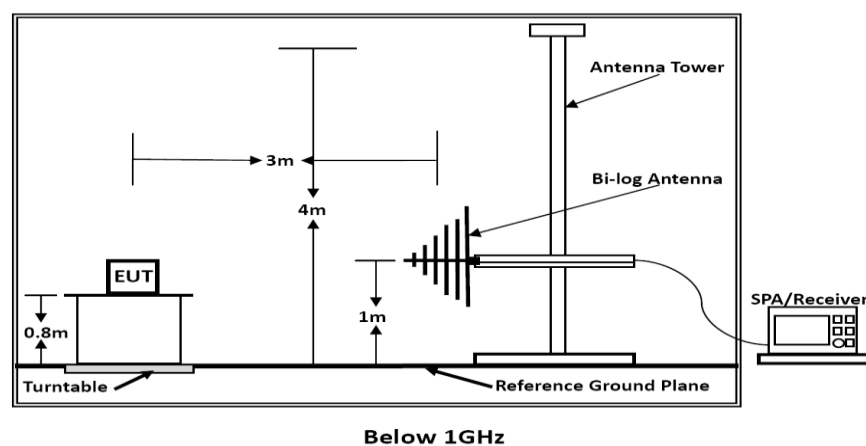 Antenna Tower
3m
Bi-log Antenna
4m
EUT
SPA/Receiver
0.8m
1m
Turntable
Reference Ground Plane
Below 1GHz